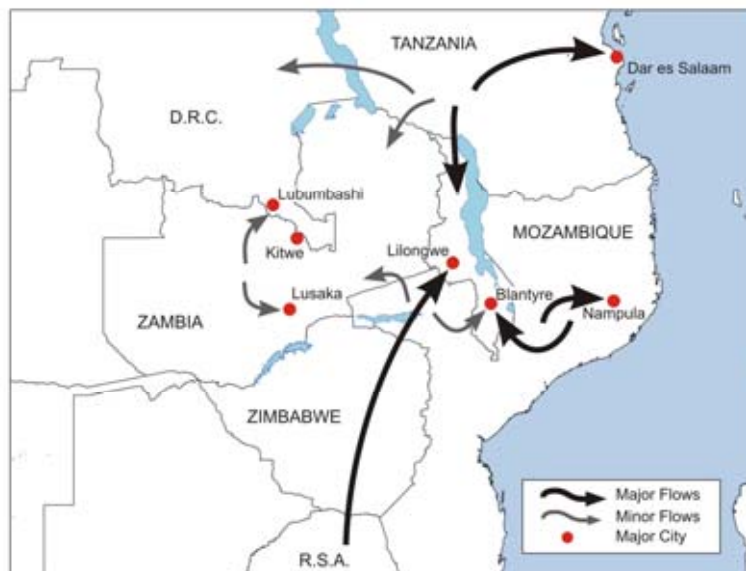 TANZANIA
Dar es Salaam
D.R.C.
Lubumbashi
Kitwe
Lilongwe
MOZAMBIQUE
Lusaka
Blantyre
Nampula
ZAMBIA
ZIMBABWE
R.S.A.
Major Flows
Minor Flows
Major City